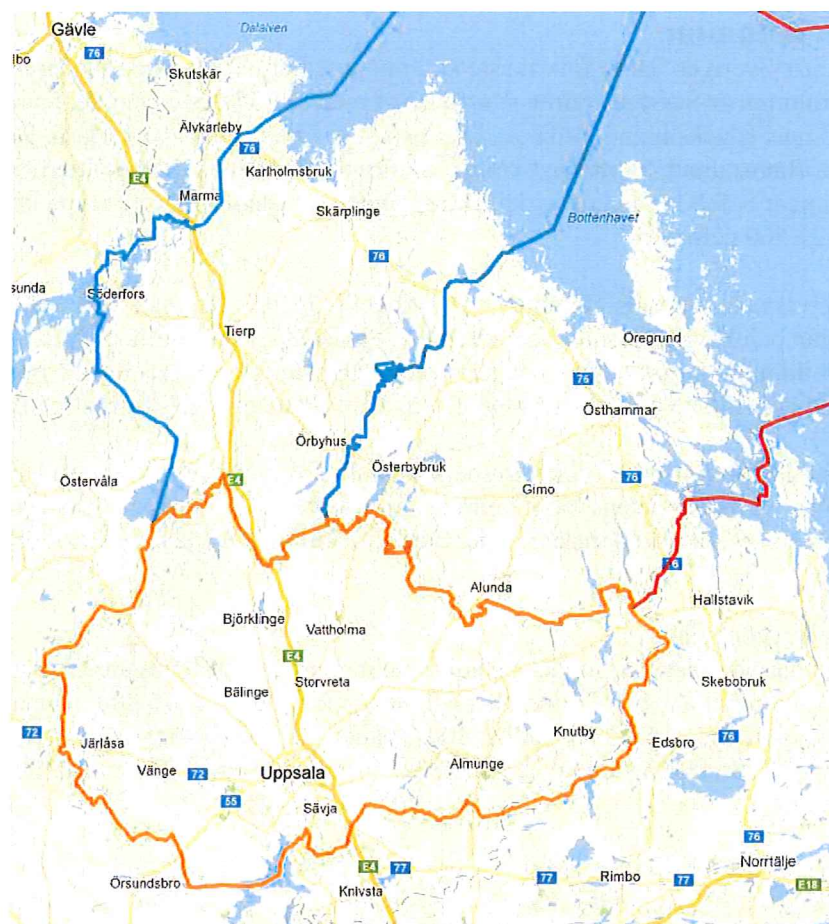 Gävle
Dalälven
76
lbo
Skutskär
Älvkarleby
76
Karlholmsbruk
E4
Marma
Skärplinge
Bottenhavet
76
sunda
Söderfors
Tierp
Öregrund
76
Östhammar
Örbyhus
Österbybruk
Östervåla
E4
Gimo
76
76
Alunda
Hallstavik
Björklinge
Vattholma
E4
Storvreta
Skebobruk
Bälinge
Knutby
72
Järlåsa
Edsbro
76
Vänge
72
Uppsala
Almunge
55
Sävja
76
E4
77
Norrtälje
Örsundsbro
Knivsta
77
Rimbo
77
E18